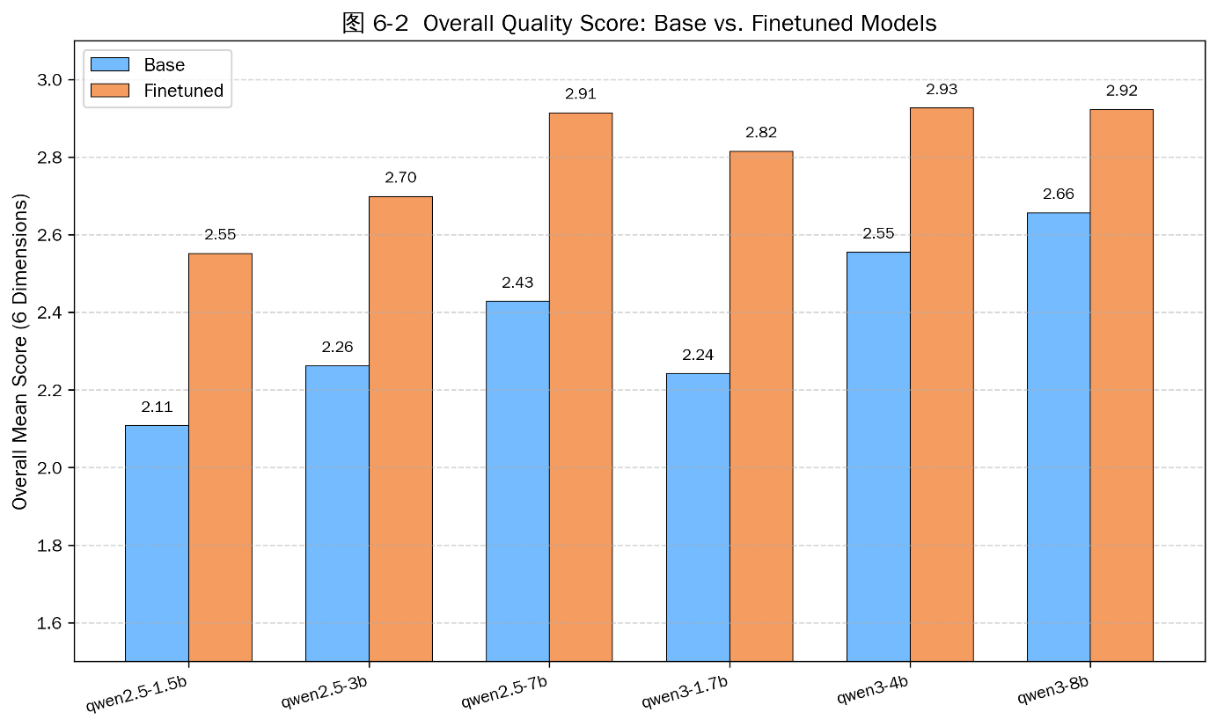 图 6-2 Overall Quality Score: Base vs. Finetuned Models
Base
Finetuned
Overall Mean Score (6 Dimensions)
3.0
2.8
2.6
2.4
2.2
2.0
1.8
1.6
2.11
2.55
2.26
2.70
2.43
2.91
2.24
2.82
2.55
2.93
2.66
2.92
qwen2.5-1.5b
qwen2.5-3b
qwen2.5-7b
qwen3-1.7b
qwen3-4b
qwen3-8b